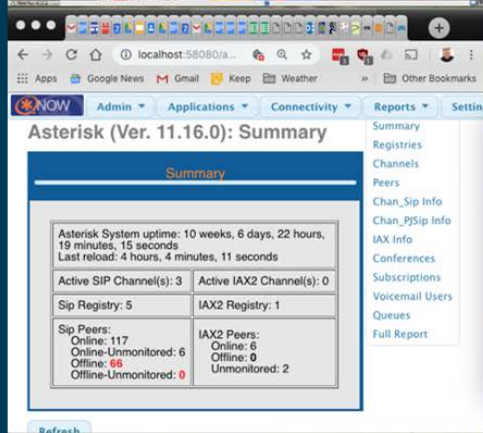 localhost:58080/a...
Apps Google News M Gmail Keep Weather » Other Bookmarks
NOW Admin Applications Connectivity Reports Settin
Asterisk (Ver. 11.16.0): Summary
Summary
Asterisk System uptime: 10 weeks, 6 days, 22 hours,
19 minutes, 15 seconds
Last reload: 4 hours, 4 minutes, 11 seconds
Active SIP Channel(s): 3
Active IAX2 Channel(s): 0
Sip Registry: 5
IAX2 Registry: 1
Sip Peers:
Online: 117
Online-Unmonitored: 6
Offline: 66
Offline-Unmonitored: 0
IAX2 Peers:
Online: 6
Offline: 0
Unmonitored: 2
Summary
Registries
Channels
Peers
Chan_Sip Info
Chan_PJSip Info
IAX Info
Conferences
Subscriptions
Voicemail Users
Queues
Full Report
Refresh